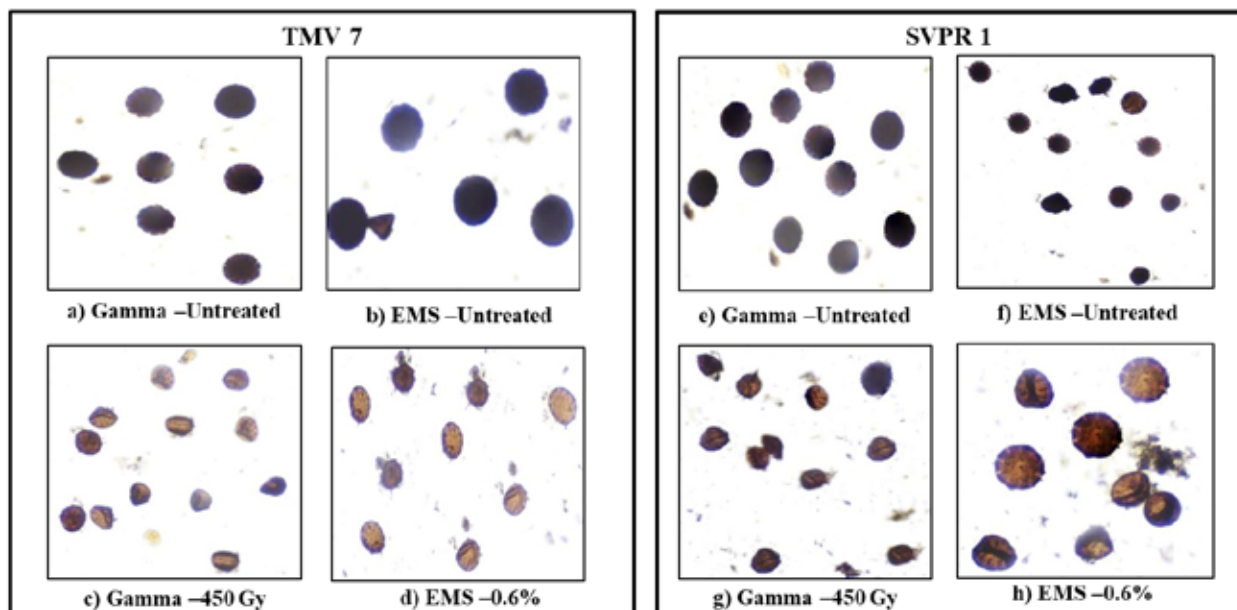 TMV 7
a) Gamma –Untreated
b) EMS –Untreated
c) Gamma –450 Gy
d) EMS –0.6%
SVPR 1
e) Gamma –Untreated
f) EMS –Untreated
g) Gamma –450 Gy
h) EMS –0.6%